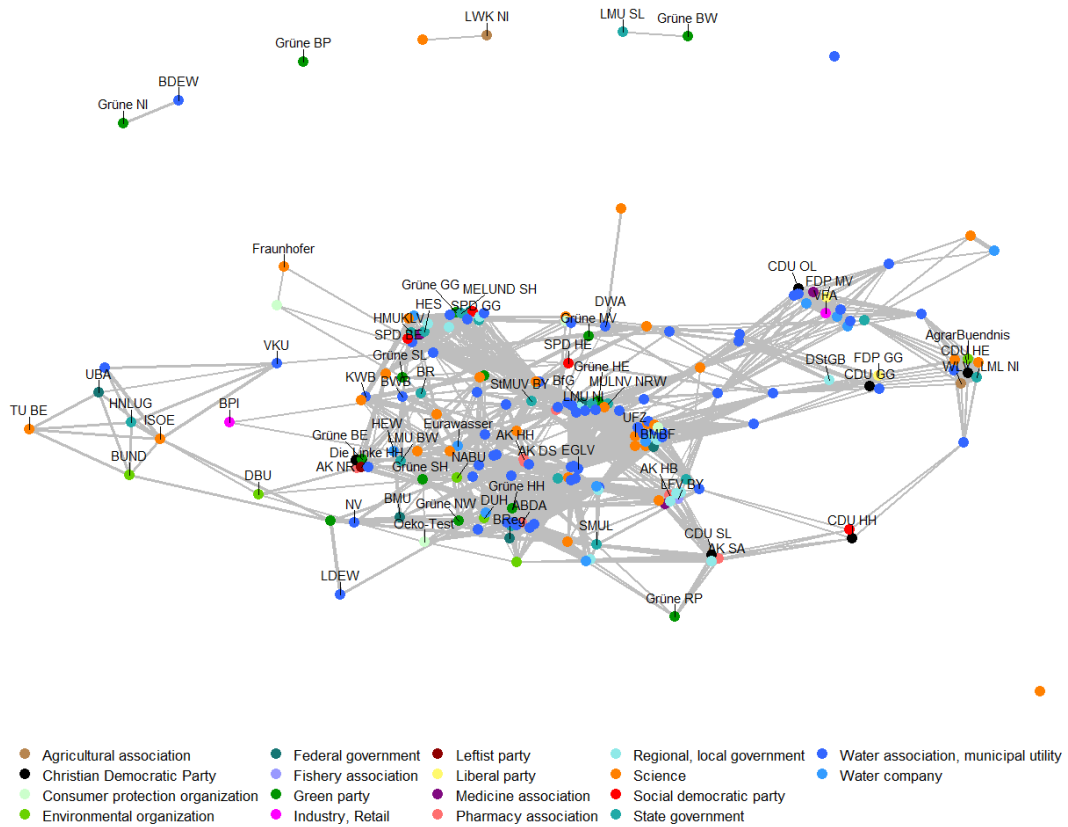 LWK NI
LMU SL
Grüne BW
Grüne BP
BDEW
Grüne NI
Fraunhofer
CDU OL
FDP MV
VFA
Grüne GG
MELUND SH
HES
SPD GG
HMUKLV
SPD BE
DWA
Grüne MV
SPD HE
AgrarBuendnis
CDU HE
LML NI
DStGB
FDP GG
CDU GG
VKU
UBA
Grüne SL
KWB
BWB
BR
StMUV BY
BfG
Grüne HE
MULNV NRW
LMU NI
TU BE
HNLUG
ISOE
BPI
HEW
Eurawasser
UFZ
BMBF
Grüne BE
Die Linke HH
LMU BW
AK HH
AK NR
Grüne SH
NABU
AK DS
EGLV
BUND
DBU
AK HB
LFV BY
NV
BMU
Grüne NW
Grüne HH
DUH
ABDA
Oeko-Test
BReg
SMUL
CDU SL
AK SA
CDU HH
LDEW
Grüne RP
Agricultural association
Federal government
Leftist party
Regional, local government
Water association, municipal utility
Christian Democratic Party
Fishery association
Liberal party
Science
Water company
Consumer protection organization
Green party
Medicine association
Social democratic party
Environmental organization
Industry, Retail
Pharmacy association
State government